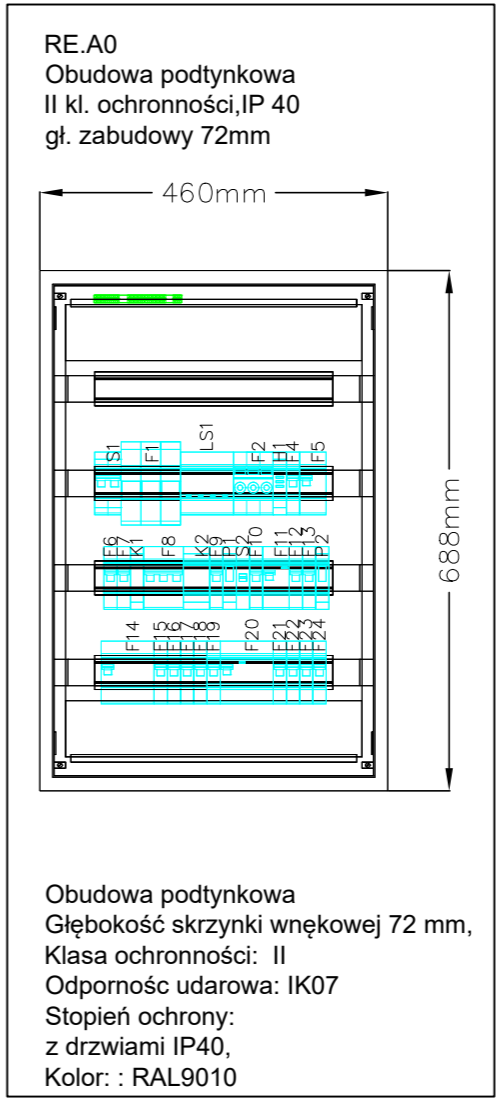 RE.A0
Obudowa podtynkowa
II kl. ochronności,IP 40
gł. zabudowy 72mm
460mm
688mm
S1 F1 LS1 F2 H1 F4 F5
F6 F7 K1 F8 K2 F9 P1 S2 F10 F11 F12 F13 P2
F14 F15 F16 F17 F18 F19 F20 F21 F22 F23 F24
Obudowa podtynkowa
Głębokość skrzynki wnękowej 72 mm,
Klasa ochronności: II
Odpornośc udarowa: IK07
Stopień ochrony:
z drzwiami IP40,
Kolor: : RAL9010